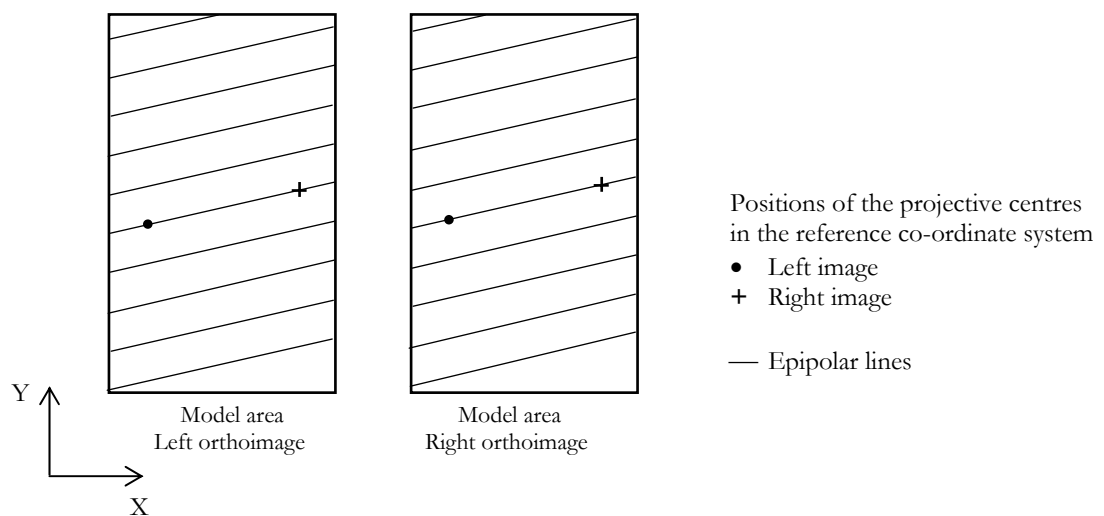 Positions of the projective centres
in the reference co-ordinate system
Left image
Right image
Epipolar lines
Y
X
Model area
Left orthoimage
Model area
Right orthoimage